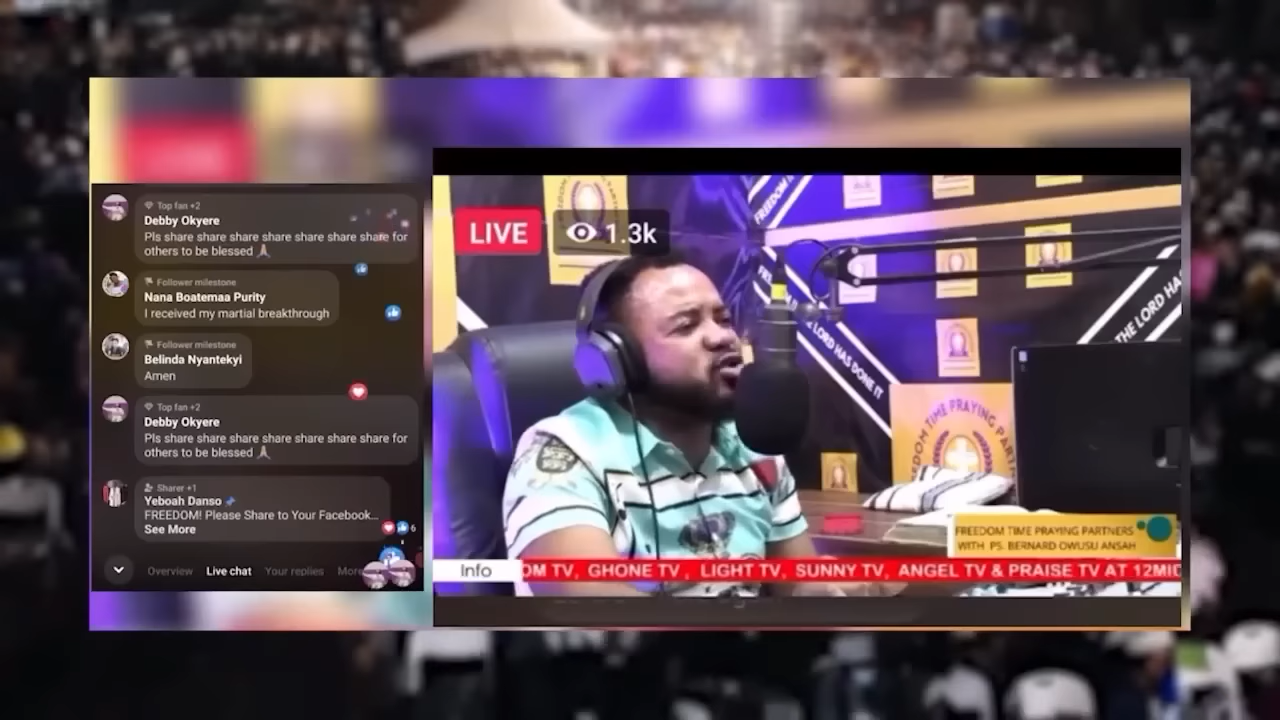 Top fan +2
Debby Okyere
Pls share share share share share share share for
others to be blessed 🙏🏽
Follower milestone
Nana Boatemaa Purity
I received my martial breakthrough
Follower milestone
Belinda Nyantekyi
Amen
Top fan +2
Debby Okyere
Pls share share share share share share share for
others to be blessed 🙏🏽
Sharer +1
Yeboah Danso 📌
FREEDOM! Please Share to Your Facebook...
See More
6
Overview Live chat Your replies More
LIVE 1.3k
FREEDOM
LORD HAS DONE IT
THE LORD HA
EEDOM TIME PRAYING PARTN
FREEDOM TIME PRAYING PARTNERS
WITH PS. BERNARD OWUSU ANSAH
Info
OM TV, GHONE TV, LIGHT TV, SUNNY TV, ANGEL TV & PRAISE TV AT 12MID